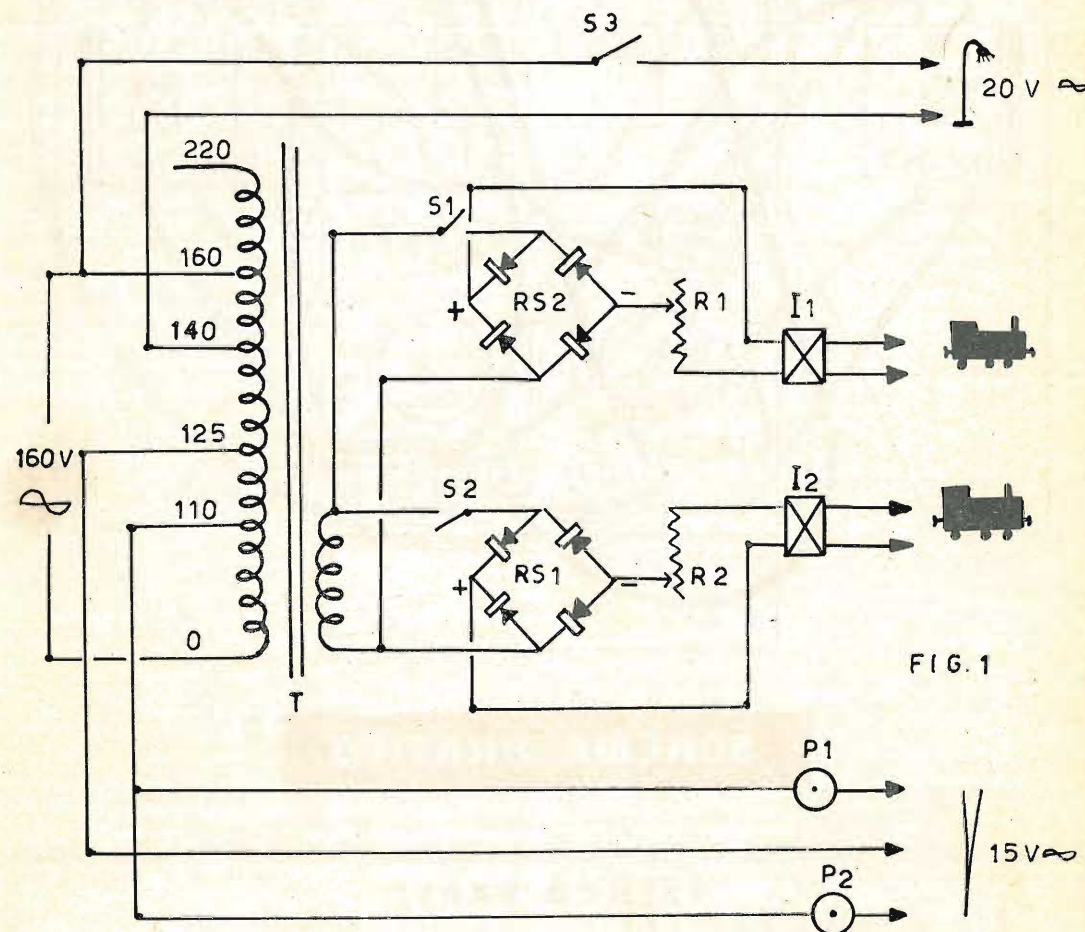 S3
20 V ∾
220
S1
160
RS2
+
−
R1
I1
140
125
160V
∾
110
S2
I2
RS1
+
−
R2
0
FIG.1
T
P1
15V∾
P2